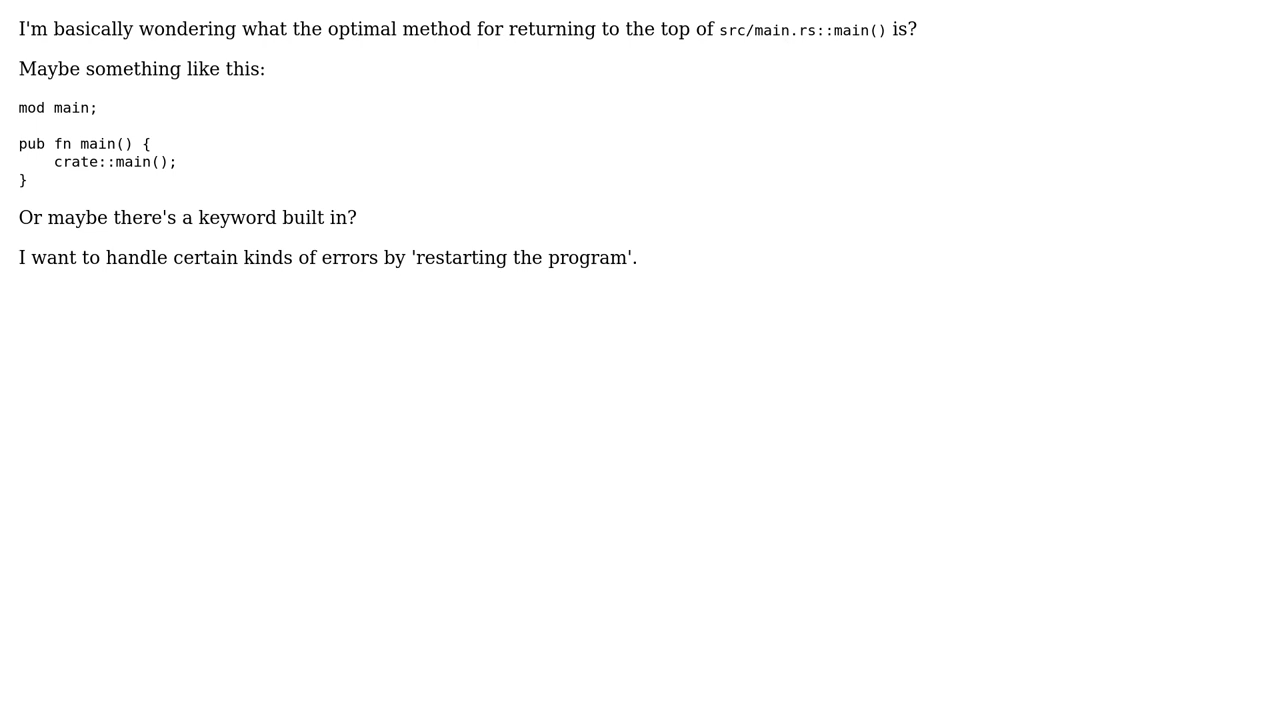 I'm basically wondering what the optimal method for returning to the top of src/main.rs::main() is?
Maybe something like this:
mod main;
pub fn main() {
    crate::main();
}
Or maybe there's a keyword built in?
I want to handle certain kinds of errors by 'restarting the program'.